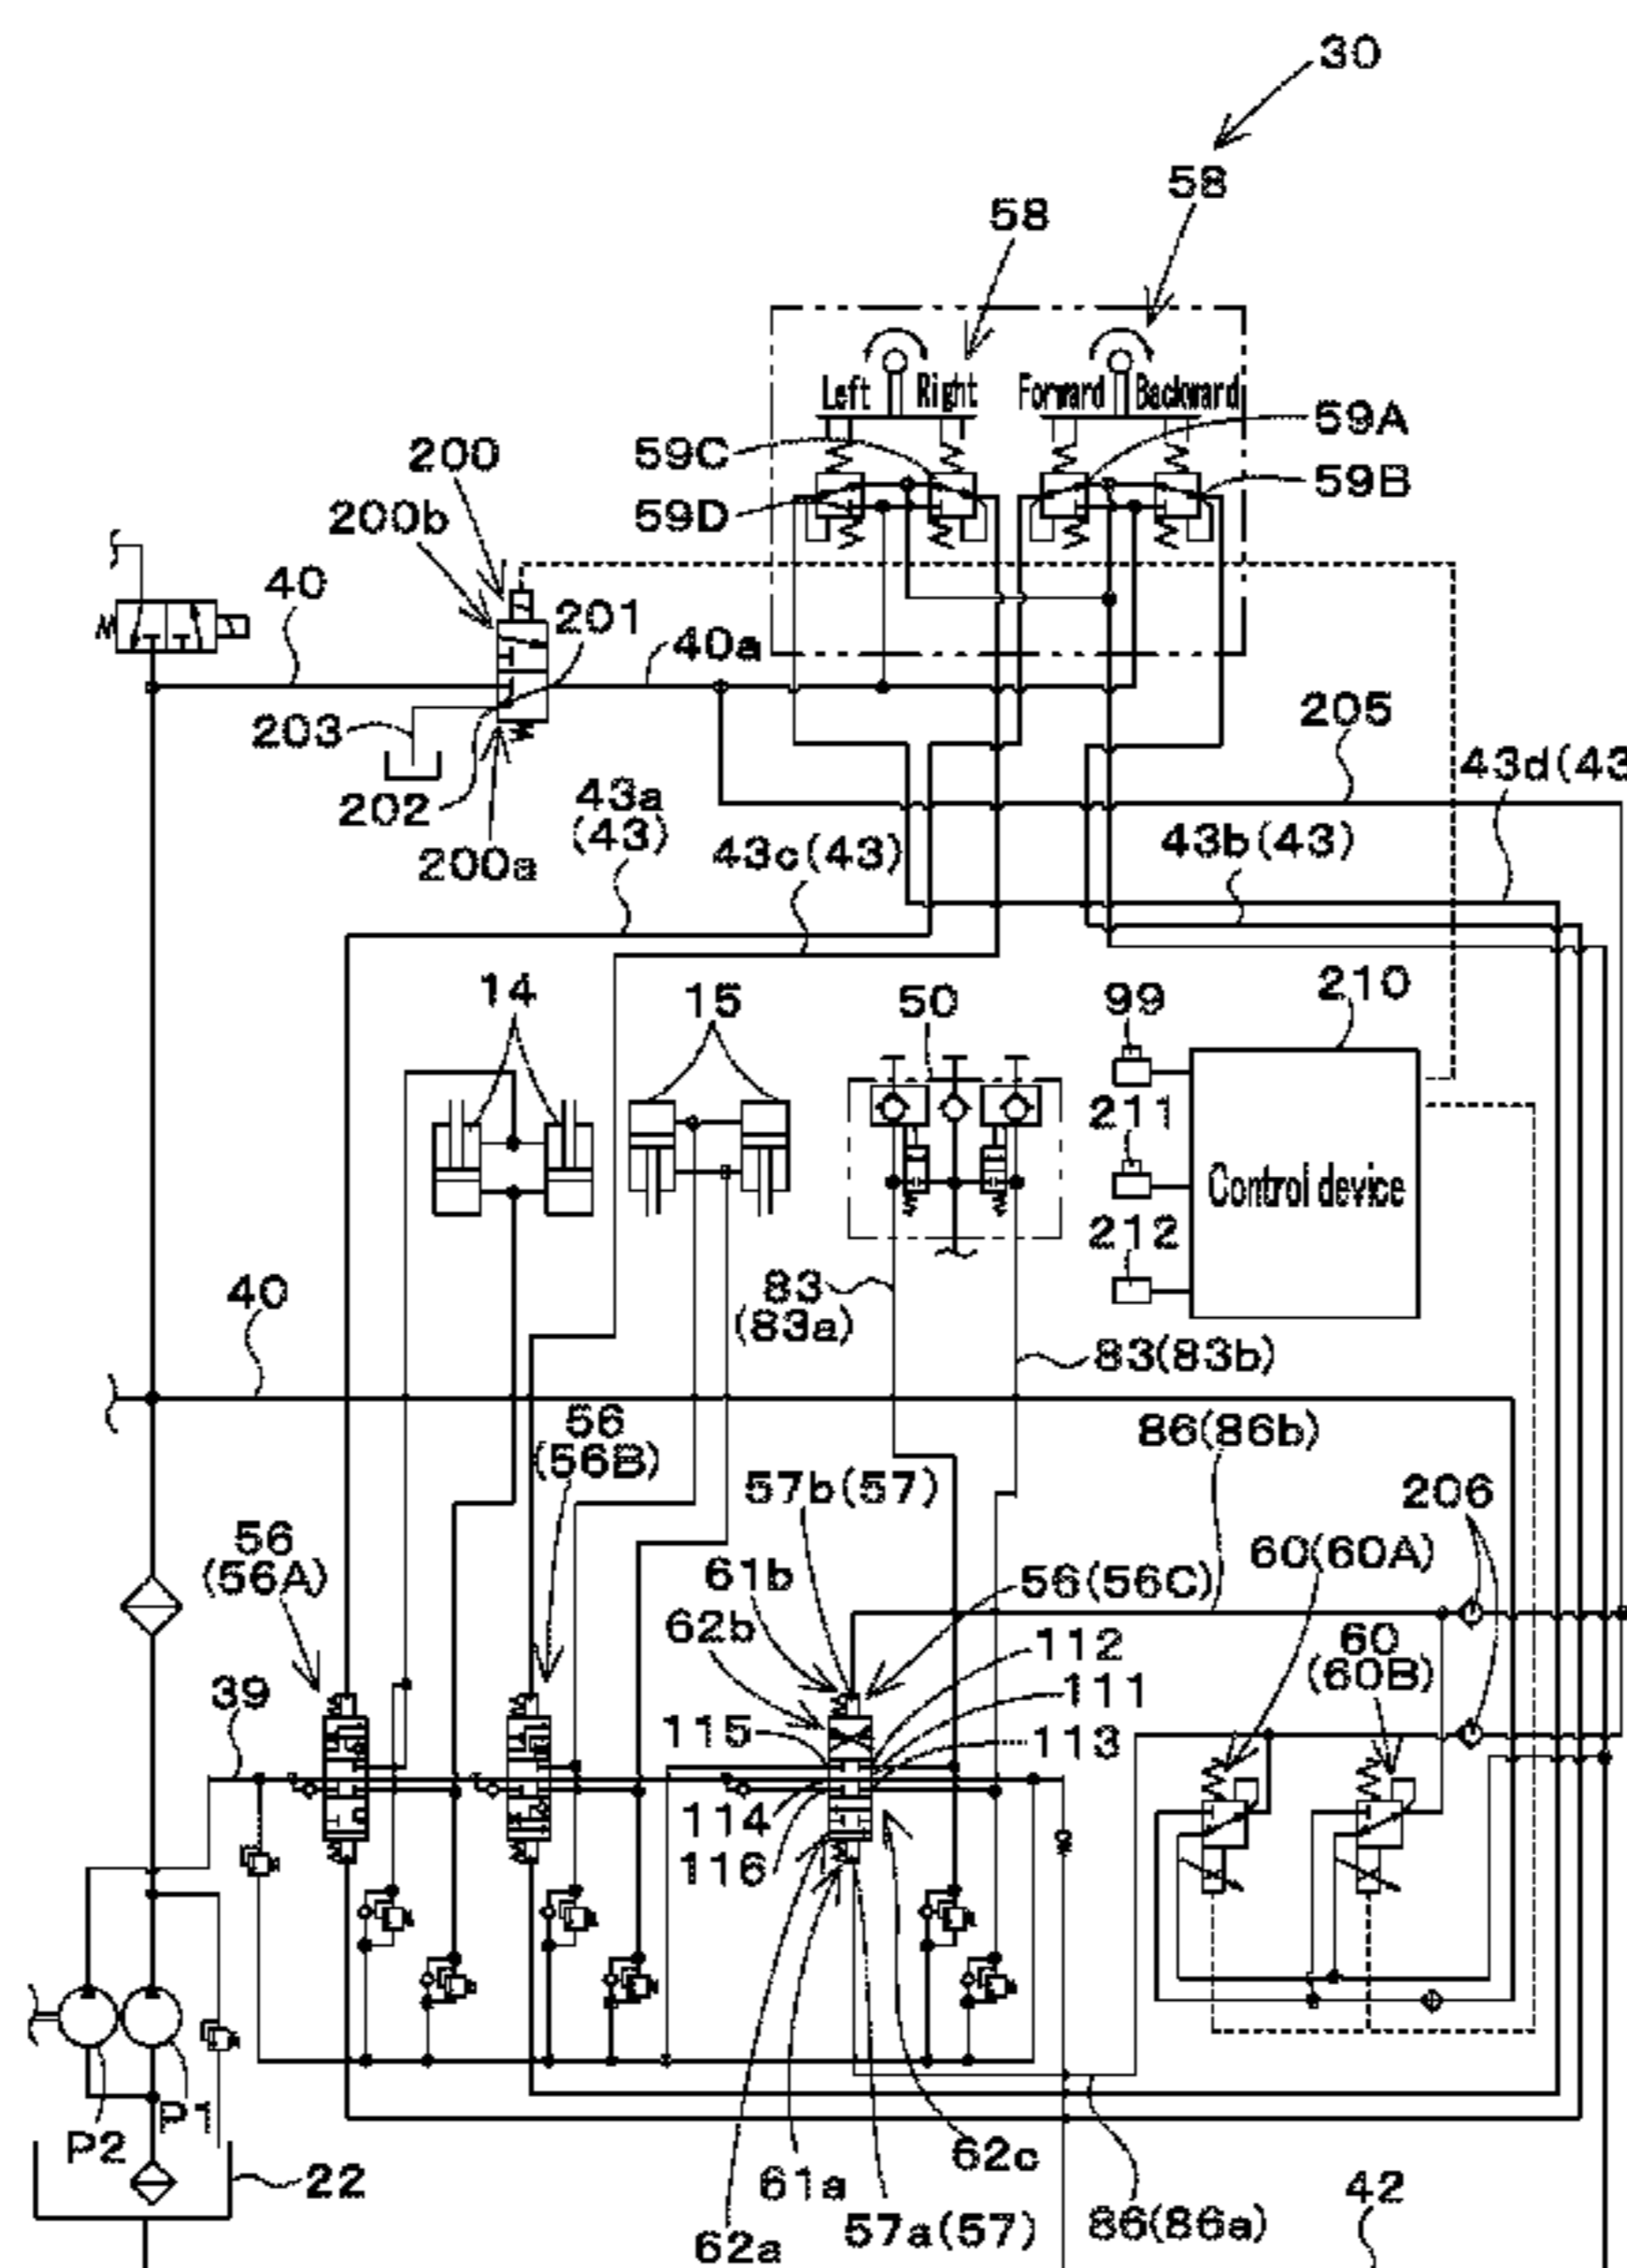 30
58
58
Left Right Forward Backward
59A
200
59C
59B
200b
59D
40
201
40a
203
205
43d(43
202
43a
(43)
43c(43)
43b(43)
200a
14
15
50
99
210
211
Control device
212
83
(83a)
40
83(83b)
56
(56B)
86(86b)
57b(57)
206
56
(56A)
61b
56(56C)
60(60A)
62b
112
60
(60B)
39
111
115
113
114
116
P2
P1
22
62c
61a
42
57a(57)
86(86a)
62a